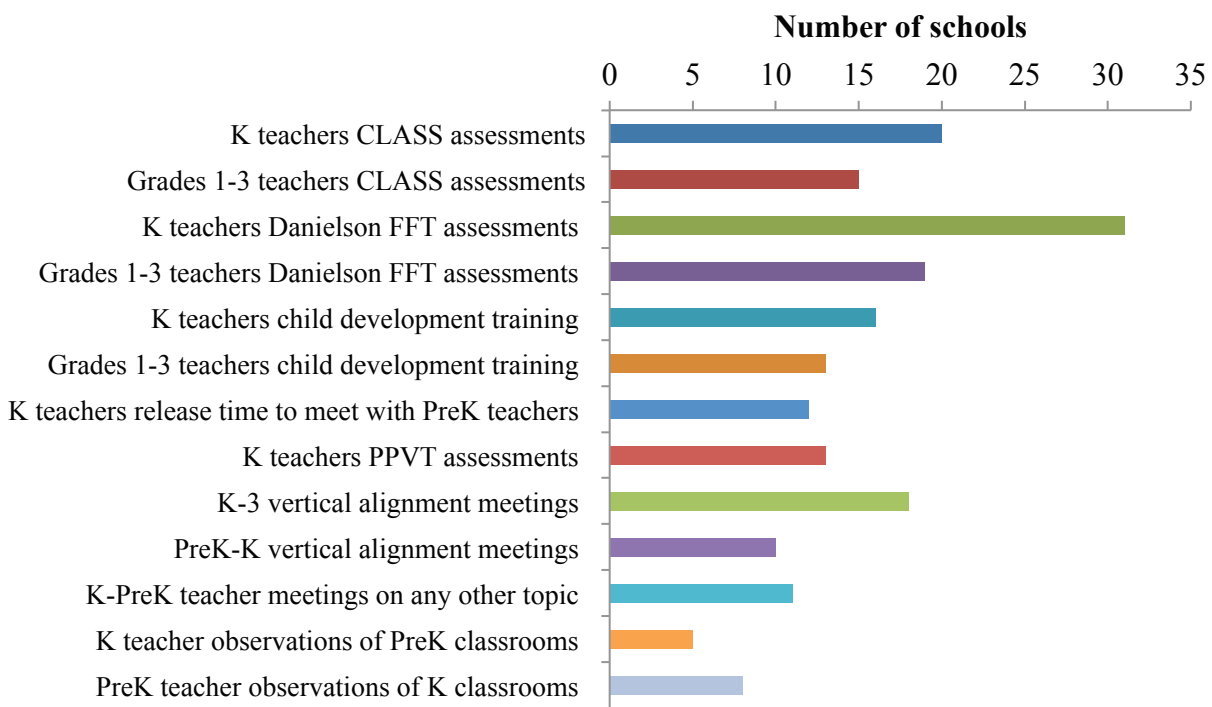 Number of schools
0 5 10 15 20 25 30 35
K teachers CLASS assessments
Grades 1-3 teachers CLASS assessments
K teachers Danielson FFT assessments
Grades 1-3 teachers Danielson FFT assessments
K teachers child development training
Grades 1-3 teachers child development training
K teachers release time to meet with PreK teachers
K teachers PPVT assessments
K-3 vertical alignment meetings
PreK-K vertical alignment meetings
K-PreK teacher meetings on any other topic
K teacher observations of PreK classrooms
PreK teacher observations of K classrooms